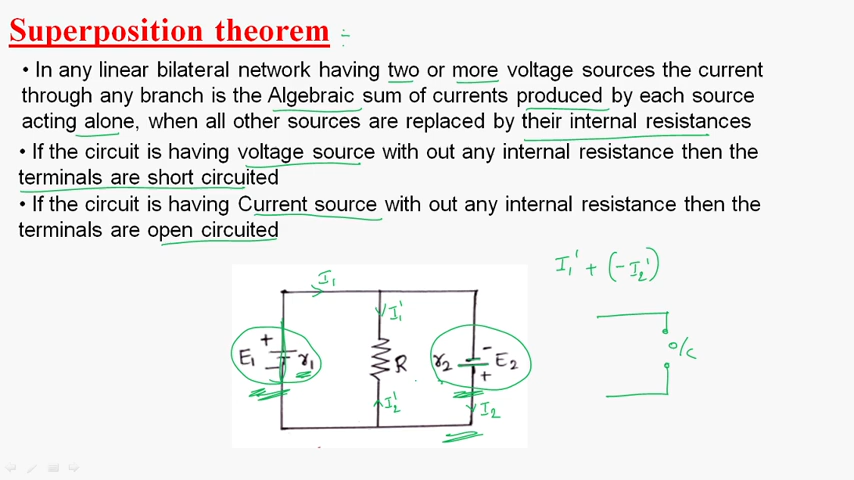 Superposition theorem :-
• In any linear bilateral network having two or more voltage sources the current
through any branch is the Algebraic sum of currents produced by each source
acting alone, when all other sources are replaced by their internal resistances
• If the circuit is having voltage source with out any internal resistance then the
terminals are short circuited
• If the circuit is having Current source with out any internal resistance then the
terminals are open circuited
I₁' + (-I₂')
I₁
I₁'
+
-
E₁
r₁
R
r₂
E₂
+
o/c
I₂'
I₂